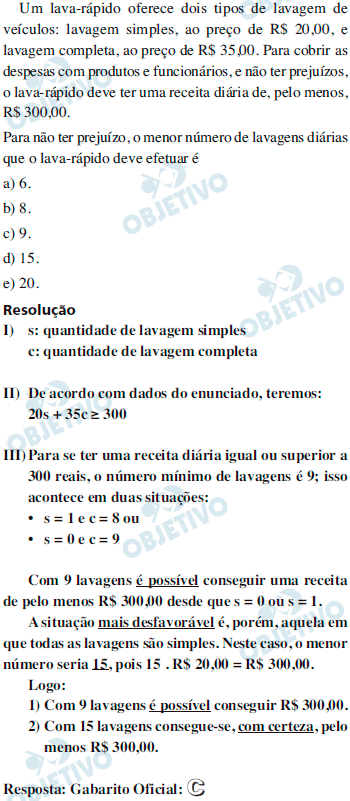 Um lava-rápido oferece dois tipos de lavagem de
veículos: lavagem simples, ao preço de R$ 20,00, e
lavagem completa, ao preço de R$ 35,00. Para cobrir as
despesas com produtos e funcionários, e não ter prejuízos,
o lava-rápido deve ter uma receita diária de, pelo menos,
R$ 300,00.
Para não ter prejuízo, o menor número de lavagens diárias
que o lava-rápido deve efetuar é
a) 6.
b) 8.
c) 9.
d) 15.
e) 20.
Resolução
I) s: quantidade de lavagem simples
c: quantidade de lavagem completa
II) De acordo com dados do enunciado, teremos:
20s + 35c ≥ 300
III) Para se ter uma receita diária igual ou superior a
300 reais, o número mínimo de lavagens é 9; isso
acontece em duas situações:
• s = 1 e c = 8 ou
• s = 0 e c = 9
Com 9 lavagens é possível conseguir uma receita
de pelo menos R$ 300,00 desde que s = 0 ou s = 1.
A situação mais desfavorável é, porém, aquela em
que todas as lavagens são simples. Neste caso, o menor
número seria 15, pois 15 . R$ 20,00 = R$ 300,00.
Logo:
1) Com 9 lavagens é possível conseguir R$ 300,00.
2) Com 15 lavagens consegue-se, com certeza, pelo
menos R$ 300,00.
Resposta: Gabarito Oficial: C
OBJETIVO
OBJETIVO
OBJETIVO
OBJETIVO
OBJETIVO
OBJETIVO
OBJETIVO
OBJETIVO
OBJETIVO